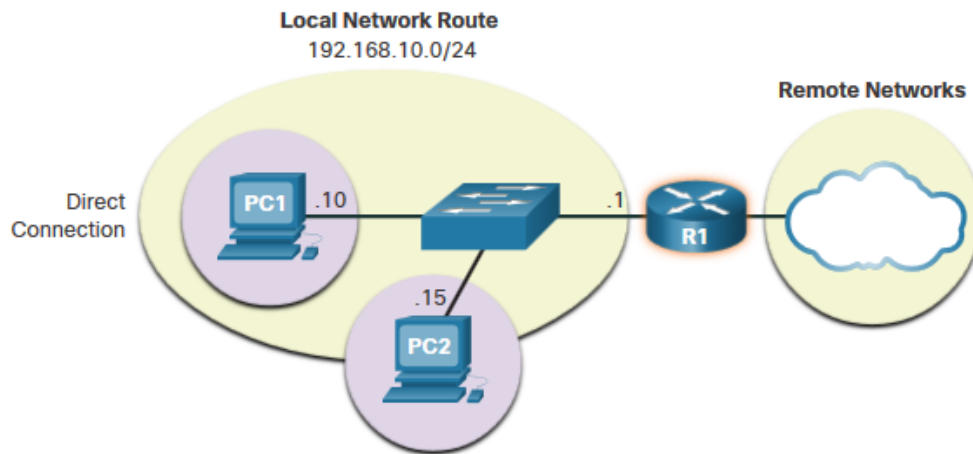 Local Network Route
192.168.10.0/24
Remote Networks
PC1
.10
.1
Direct
Connection
R1
.15
PC2